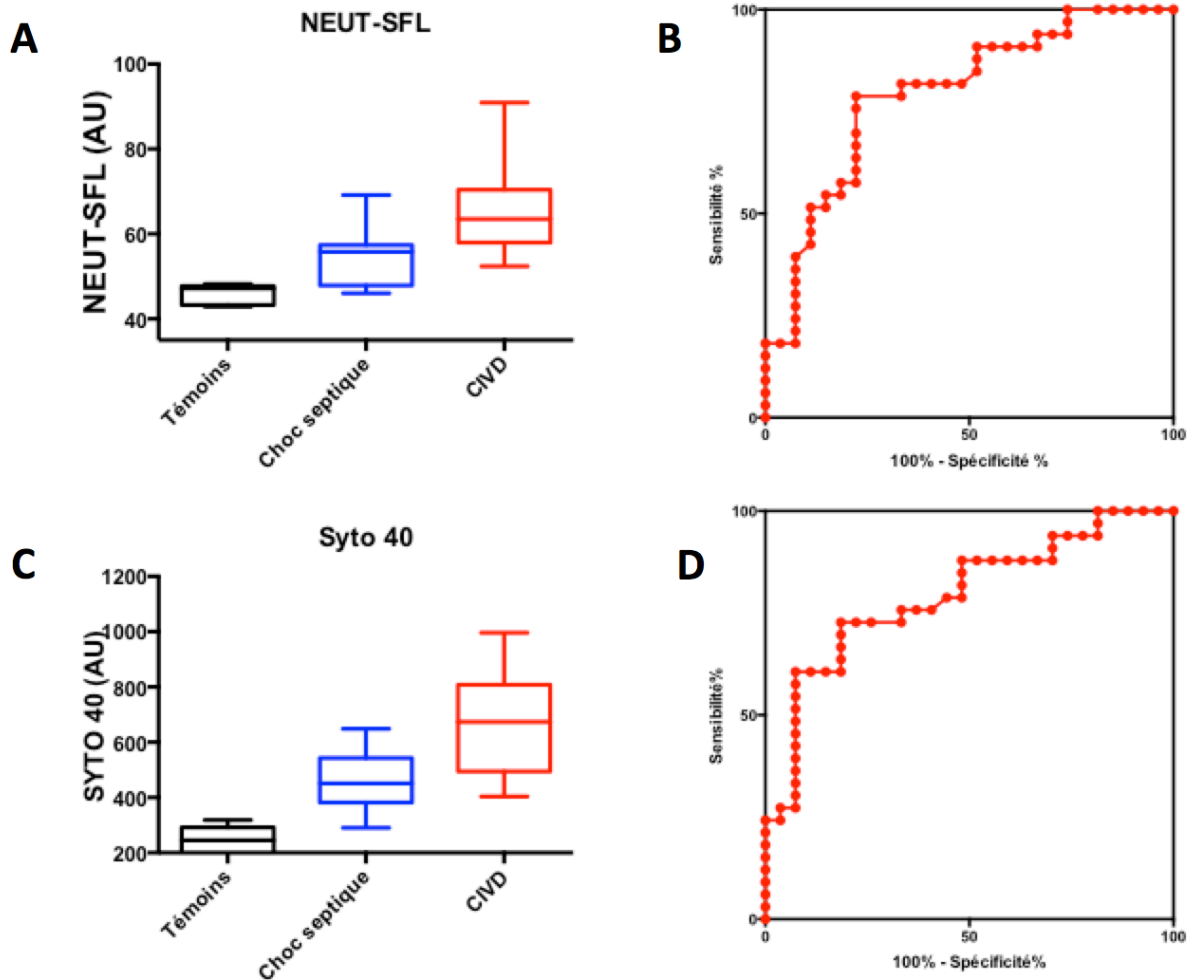 A
NEUT-SFL
NEUT-SFL (AU)
100
80
60
40
Témoins
Choc septique
CIVD
B
Sensibilité %
100
50
0
0
50
100
100% - Spécificité %
C
Syto 40
SYTO 40 (AU)
1200
1000
800
600
400
200
Témoins
Choc septique
CIVD
D
Sensibilité%
100
50
0
0
50
100
100% - Spécificité%